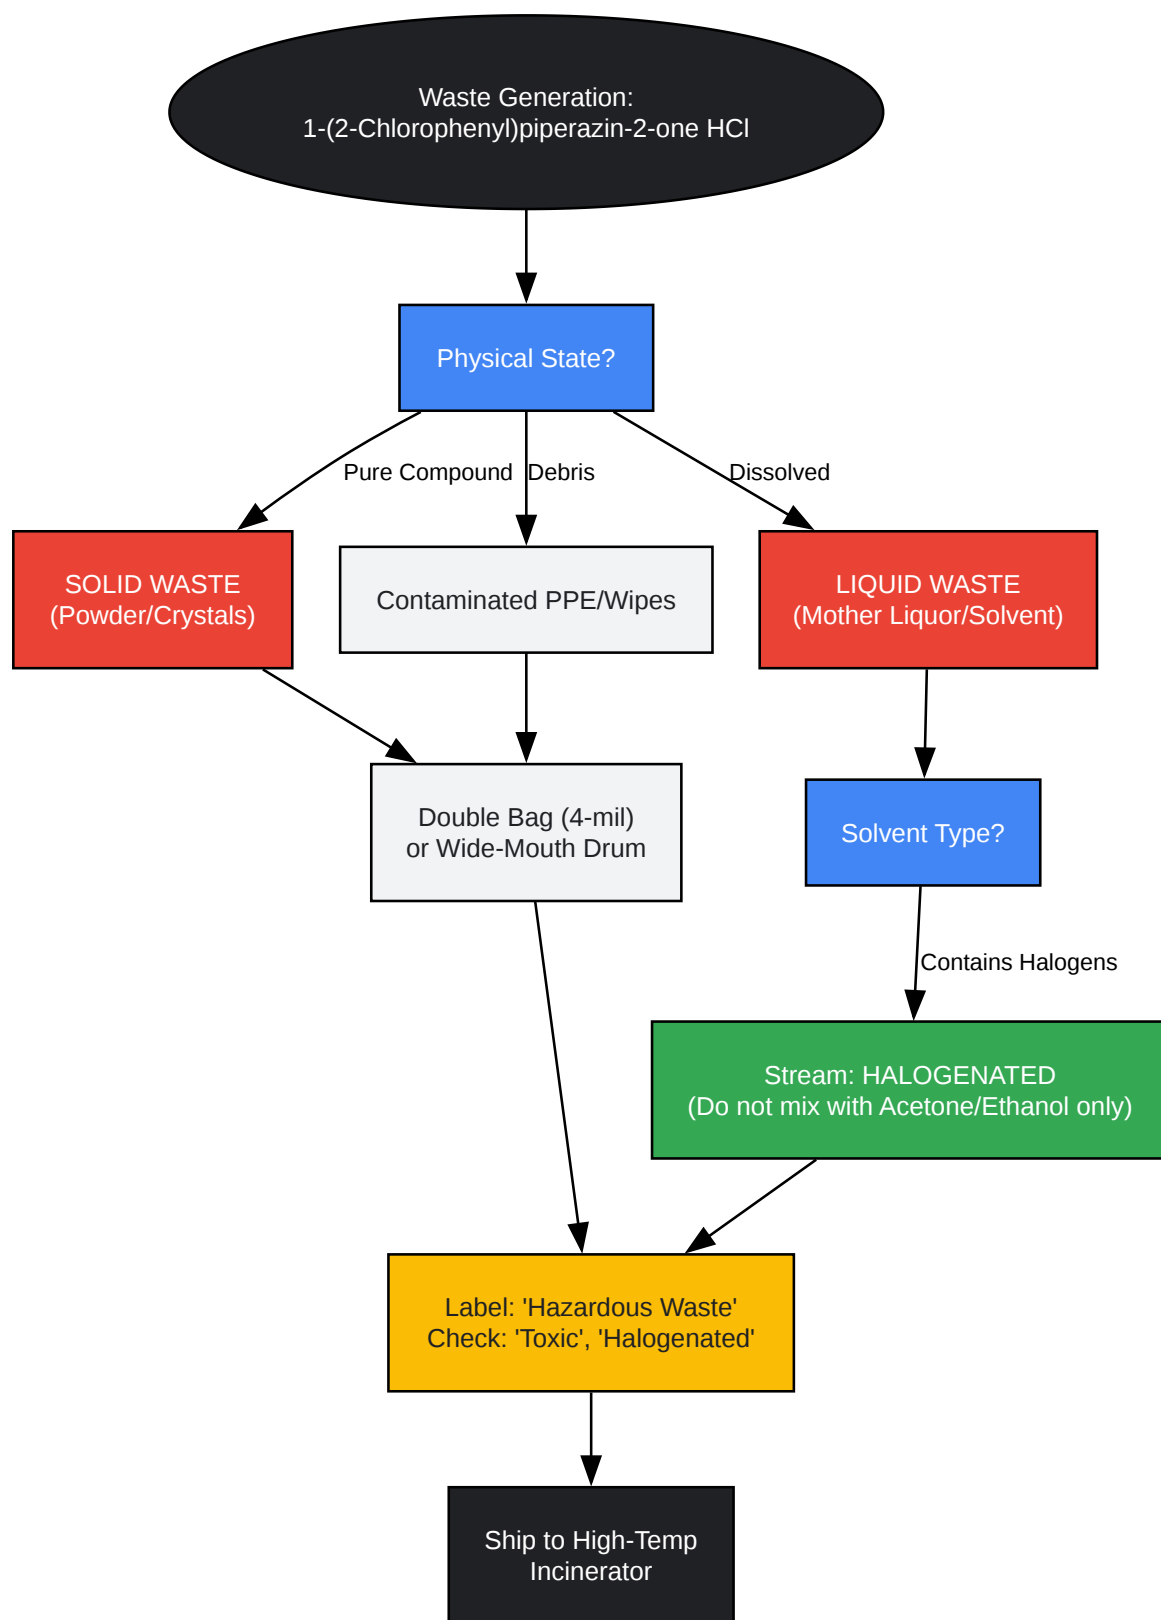 Waste Generation:
1-(2-Chlorophenyl)piperazin-2-one HCl
Physical State?
Pure Compound
Debris
Dissolved
SOLID WASTE
(Powder/Crystals)
Contaminated PPE/Wipes
LIQUID WASTE
(Mother Liquor/Solvent)
Double Bag (4-mil)
or Wide-Mouth Drum
Solvent Type?
Contains Halogens
Stream: HALOGENATED
(Do not mix with Acetone/Ethanol only)
Label: 'Hazardous Waste'
Check: 'Toxic', 'Halogenated'
Ship to High-Temp
Incinerator